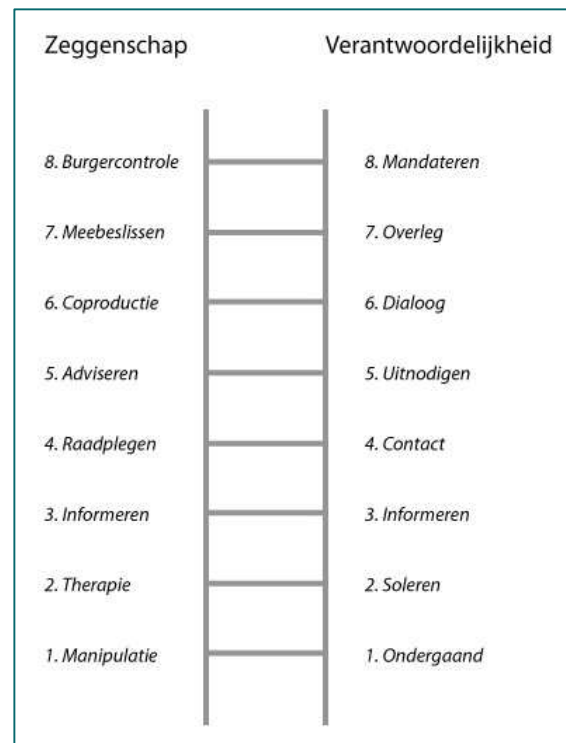 Zeggenschap Verantwoordelijkheid
8. Burgercontrole 8. Mandateren
7. Meebeslissen 7. Overleg
6. Coproductie 6. Dialoog
5. Adviseren 5. Uitnodigen
4. Raadplegen 4. Contact
3. Informeren 3. Informeren
2. Therapie 2. Soleren
1. Manipulatie 1. Ondergaand